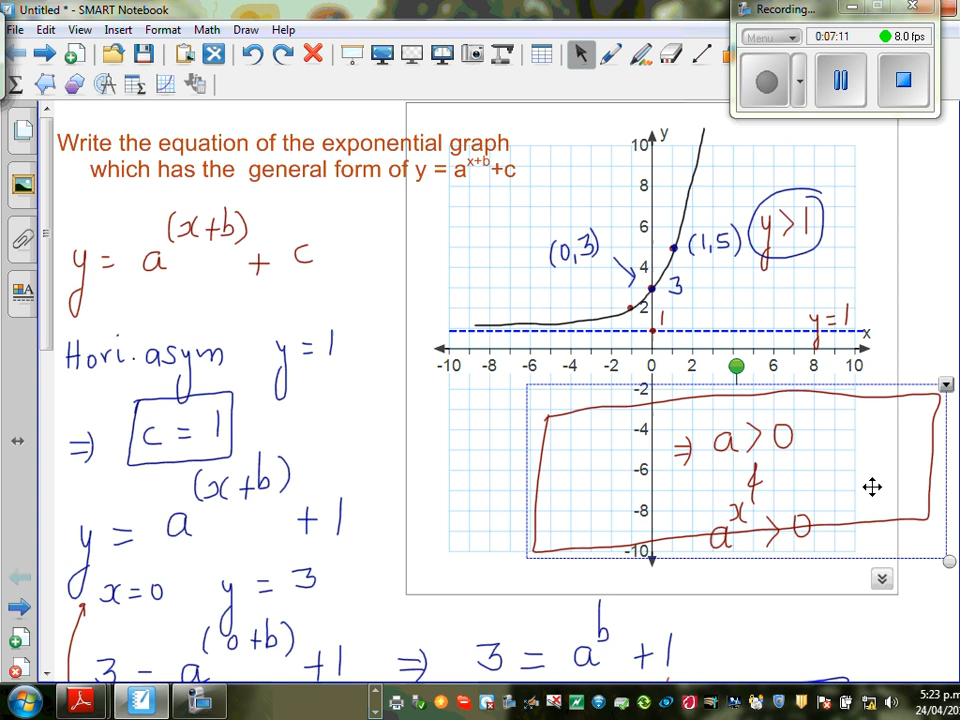 Untitled * - SMART Notebook
File Edit View Insert Format Math Draw Help
Recording...
Menu
0:07:11
8.0 fps
Write the equation of the exponential graph
which has the general form of y = a^(x+b)+c
y = a^(x+b) + c
Hori. asym y = 1
⇒ c = 1
y = a^(x+b) + 1
x = 0 y = 3
3 = a^(0+b) + 1 ⇒ 3 = a^b + 1
y
10
8
6
4
2
y > 1
(0,3)
(1,5)
3
1
y = 1
x
-10 -8 -6 -4 -2 0 2 4 6 8 10
-2
-4
-6
-8
-10
⇒ a > 0
&
a^x > 0
5:23 p.m
24/04/20